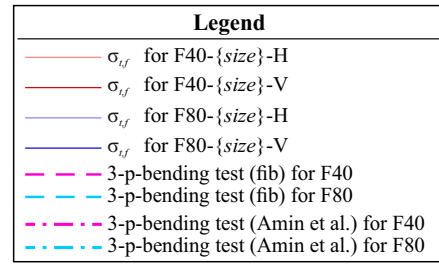 Legend
σt,f for F40-{size}-H
σt,f for F40-{size}-V
σt,f for F80-{size}-H
σt,f for F80-{size}-V
3-p-bending test (fib) for F40
3-p-bending test (fib) for F80
3-p-bending test (Amin et al.) for F40
3-p-bending test (Amin et al.) for F80